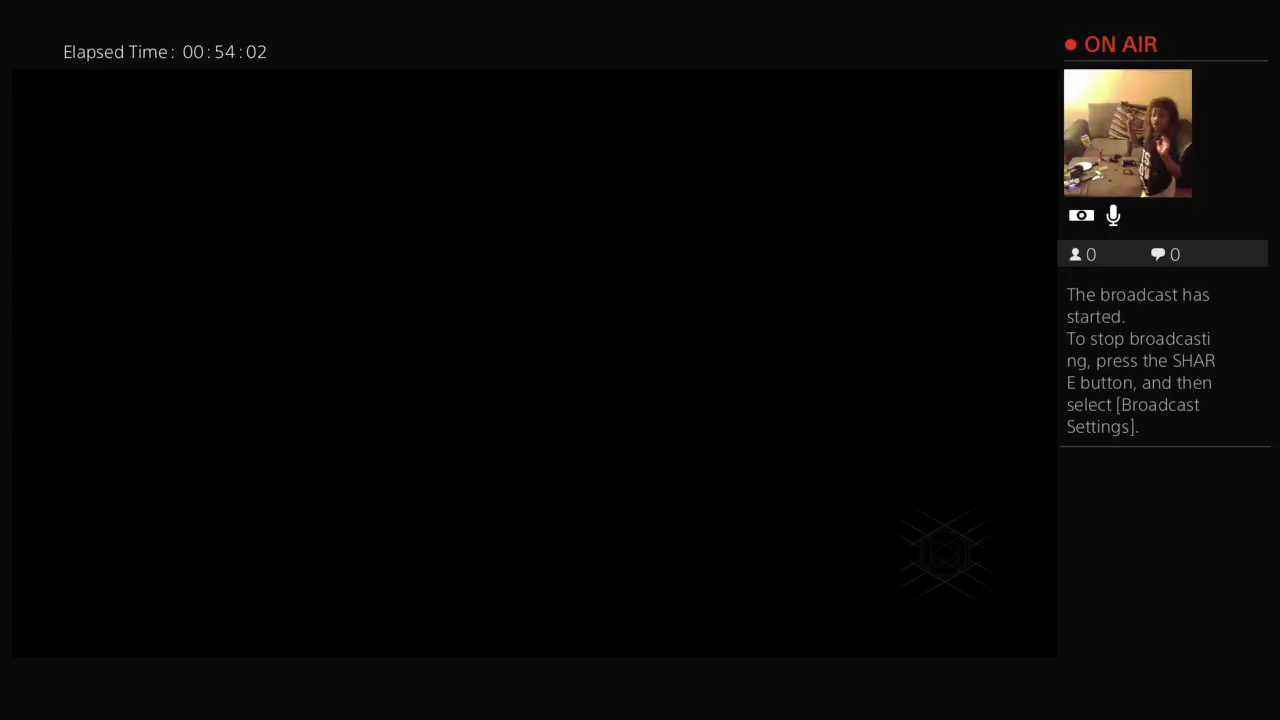 Elapsed Time: 00:54:02
ON AIR
0 0
The broadcast has
started.
To stop broadcasti
ng, press the SHAR
E button, and then
select [Broadcast
Settings].